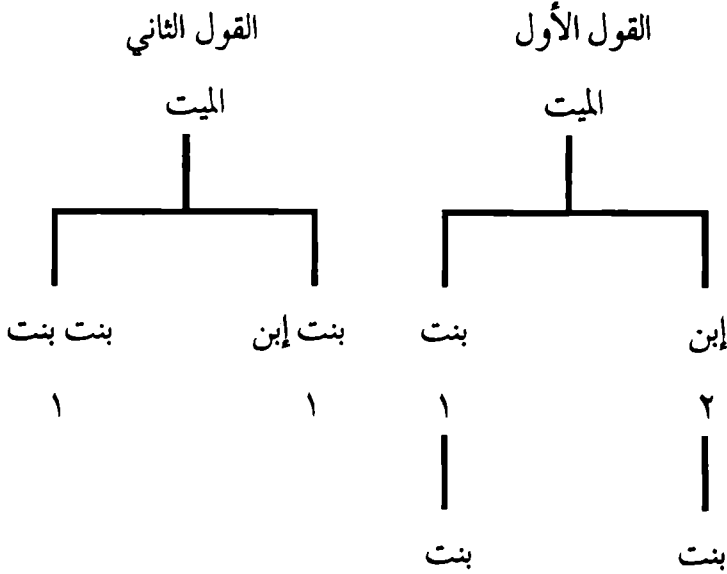 القول الأول
القول الثاني
الميت
الميت
إبن
بنت
بنت إبن
بنت بنت
٢
١
١
١
بنت
بنت